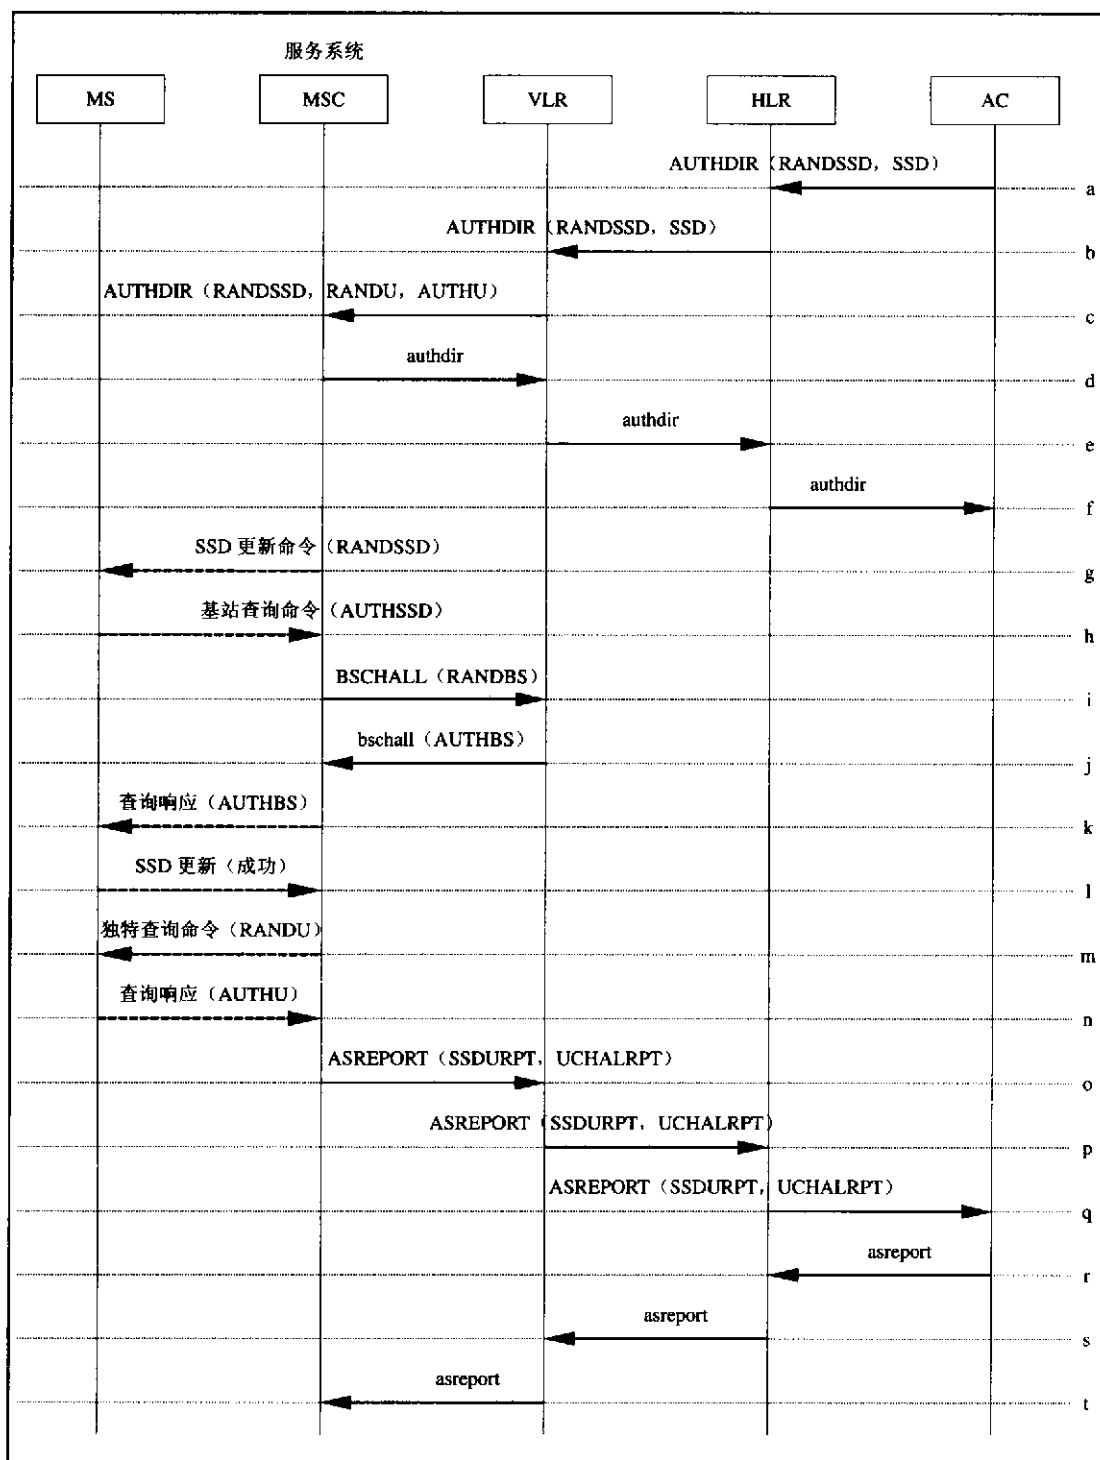 服务系统
MS MSC VLR HLR AC
AUTHDIR（RANDSSD，SSD）
a
AUTHDIR（RANDSSD，SSD）
b
AUTHDIR（RANDSSD，RANDU，AUTHU）
c
authdir
d
authdir
e
authdir
f
SSD 更新命令（RANDSSD）
g
基站查询命令（AUTHSSD）
h
BSCHALL（RANDBS）
i
bschall（AUTHBS）
j
查询响应（AUTHBS）
k
SSD 更新（成功）
l
独特查询命令（RANDU）
m
查询响应（AUTHU）
n
ASREPORT（SSDURPT，UCHALRPT）
o
ASREPORT（SSDURPT，UCHALRPT）
p
ASREPORT（SSDURPT，UCHALRPT）
q
asreport
r
asreport
s
asreport
t